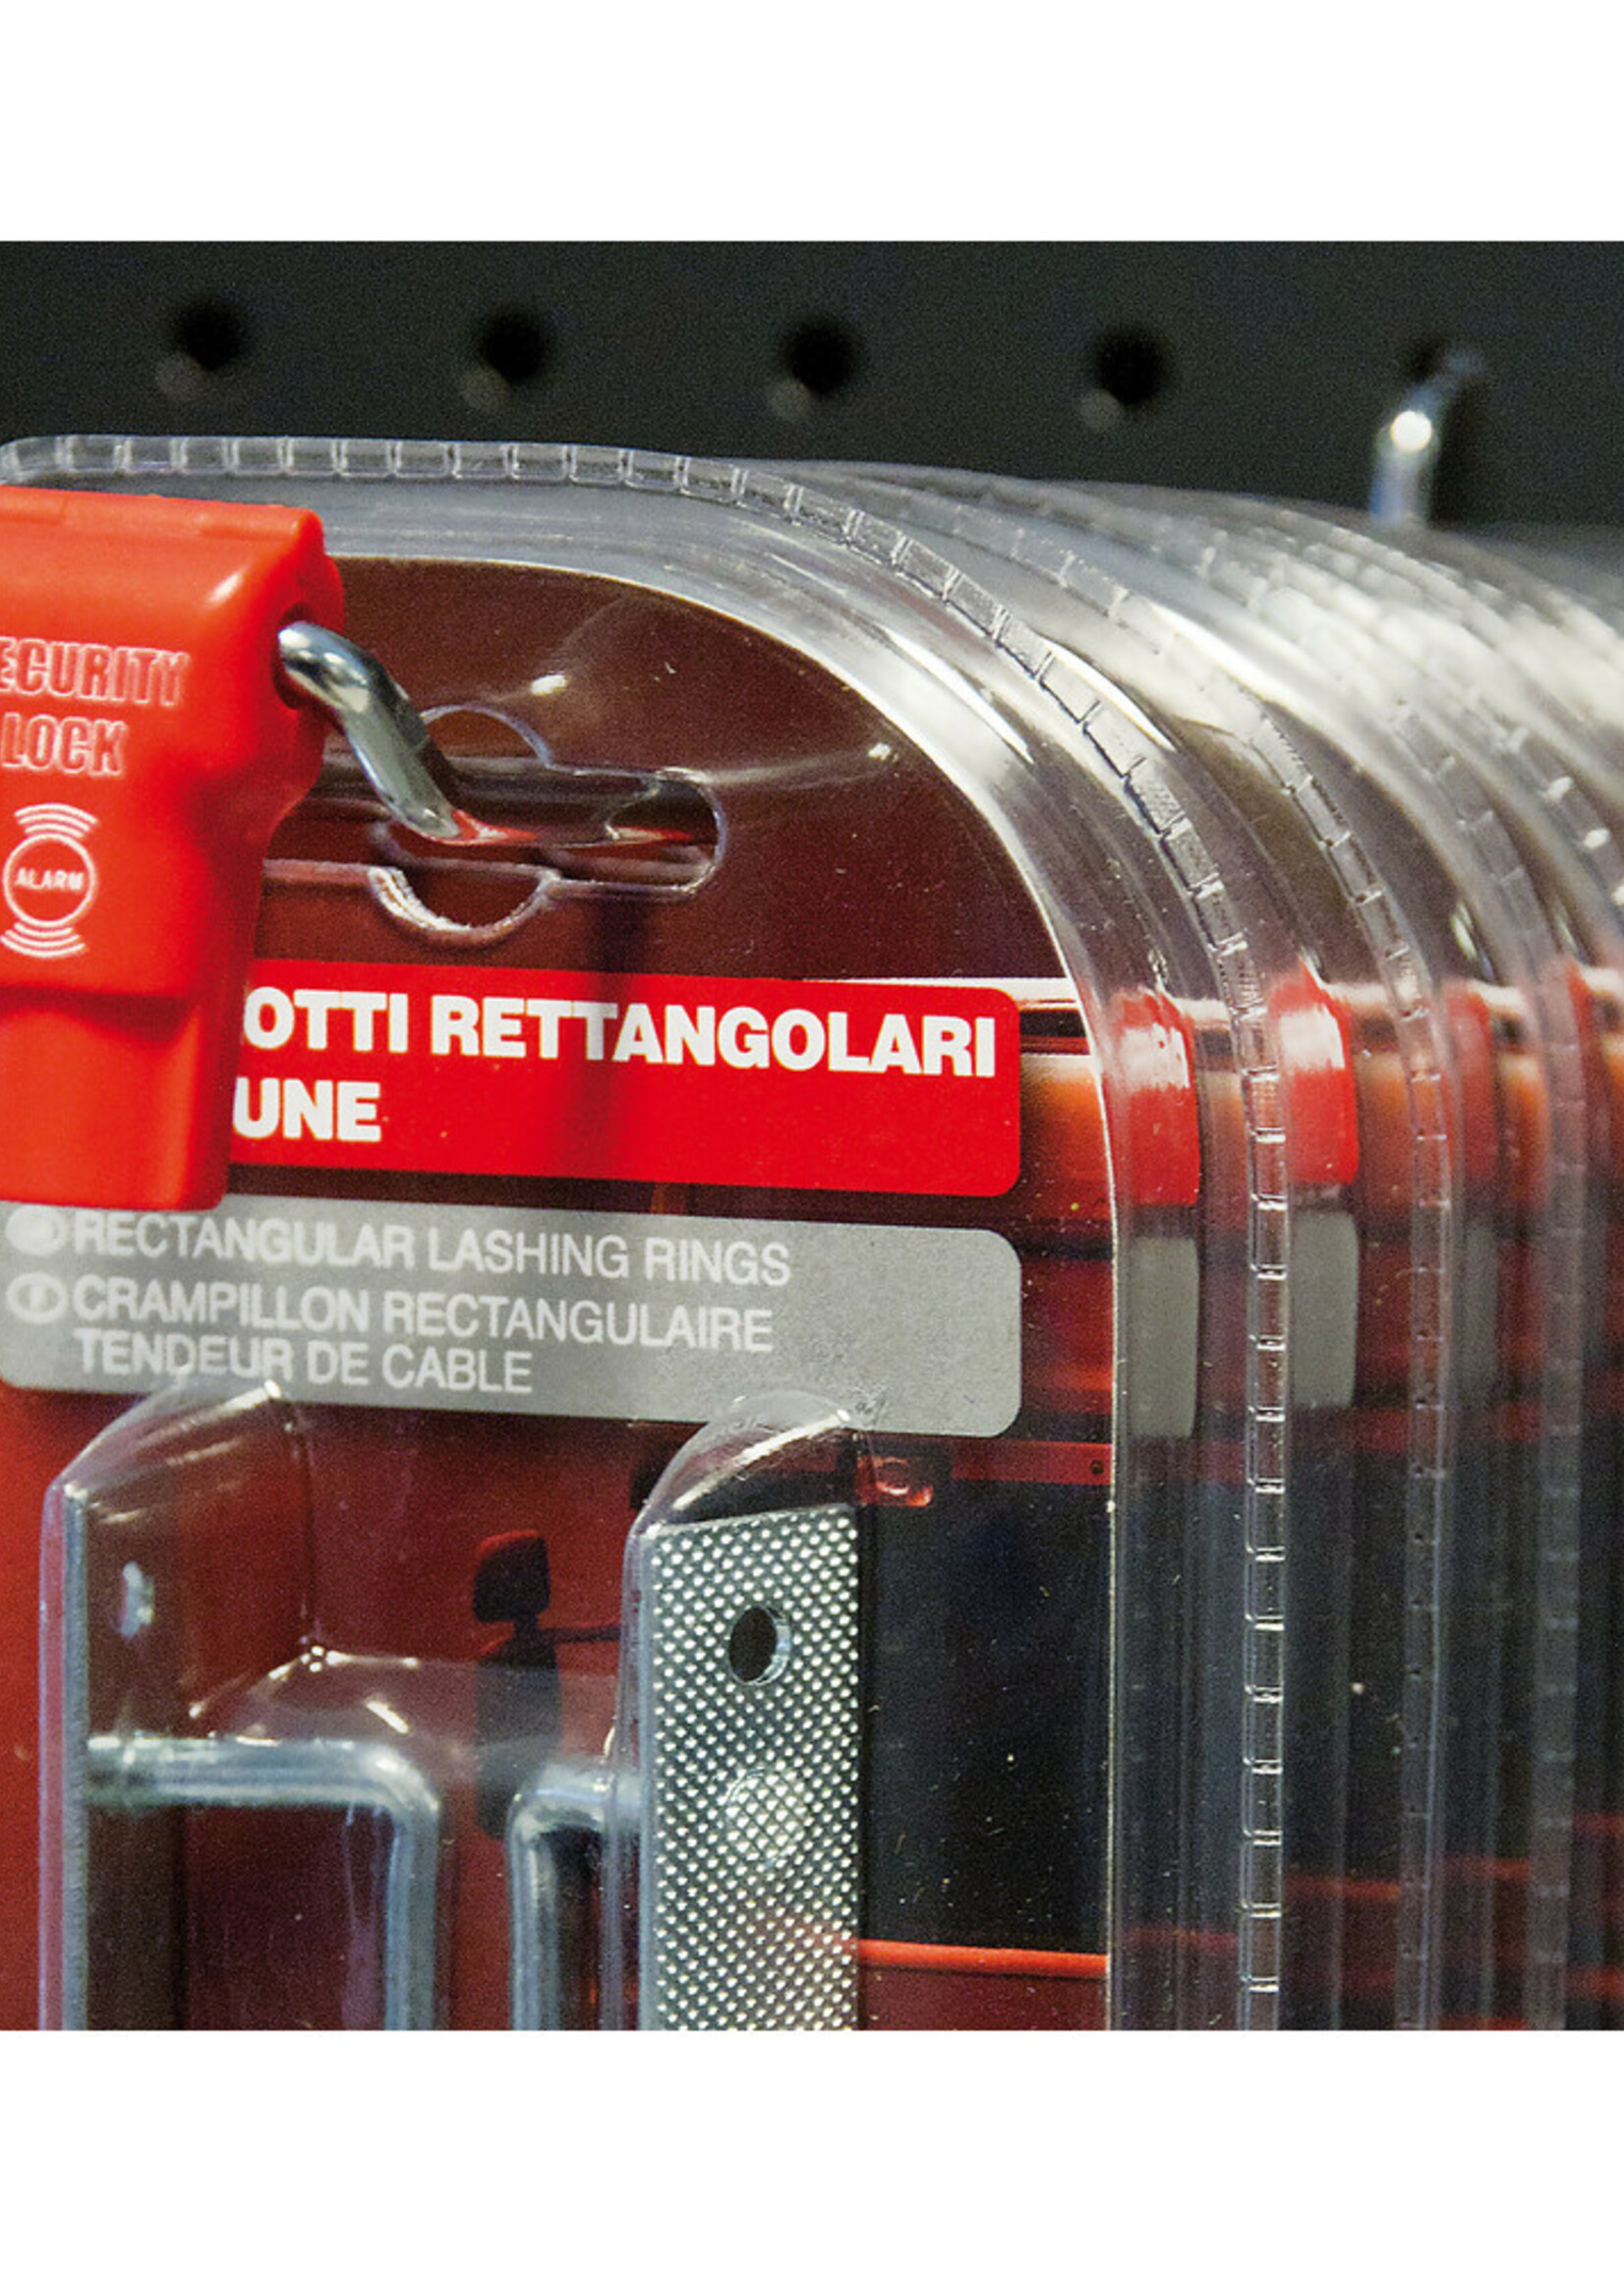 ECURITY
LOCK
ALARM
OTTI RETTANGOLARI
UNE
RECTANGULAR LASHING RINGS
CRAMPILLON RECTANGULAIRE
TENDEUR DE CABLE